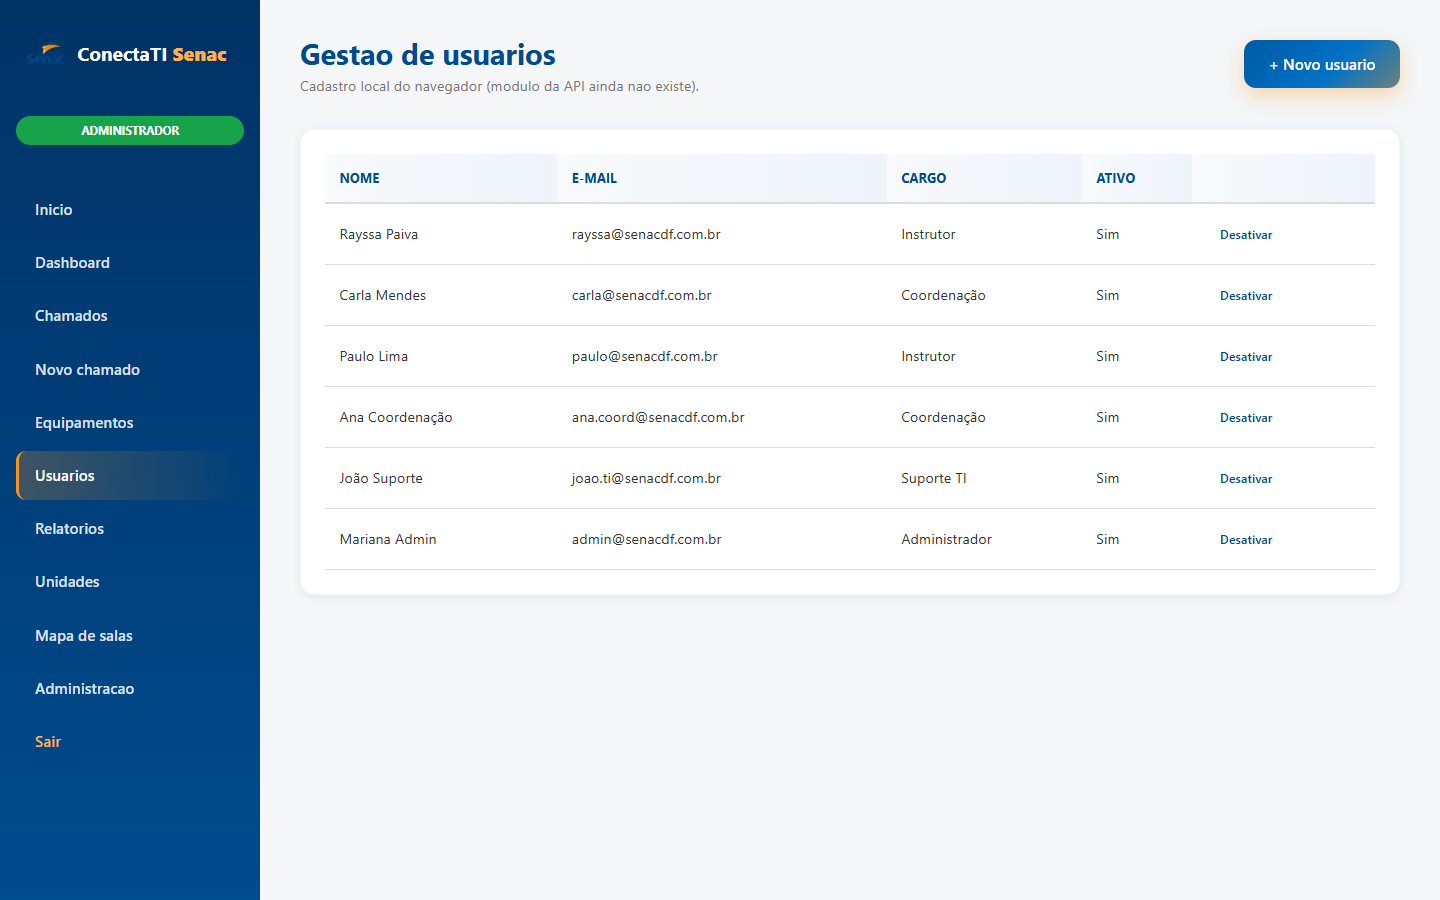 Senac
ConectaTI Senac
ADMINISTRADOR
Inicio
Dashboard
Chamados
Novo chamado
Equipamentos
Usuarios
Relatorios
Unidades
Mapa de salas
Administracao
Sair
Gestao de usuarios
Cadastro local do navegador (modulo da API ainda nao existe).
+ Novo usuario
NOME E-MAIL CARGO ATIVO
Rayssa Paiva rayssa@senacdf.com.br Instrutor Sim Desativar
Carla Mendes carla@senacdf.com.br Coordenação Sim Desativar
Paulo Lima paulo@senacdf.com.br Instrutor Sim Desativar
Ana Coordenação ana.coord@senacdf.com.br Coordenação Sim Desativar
João Suporte joao.ti@senacdf.com.br Suporte TI Sim Desativar
Mariana Admin admin@senacdf.com.br Administrador Sim Desativar